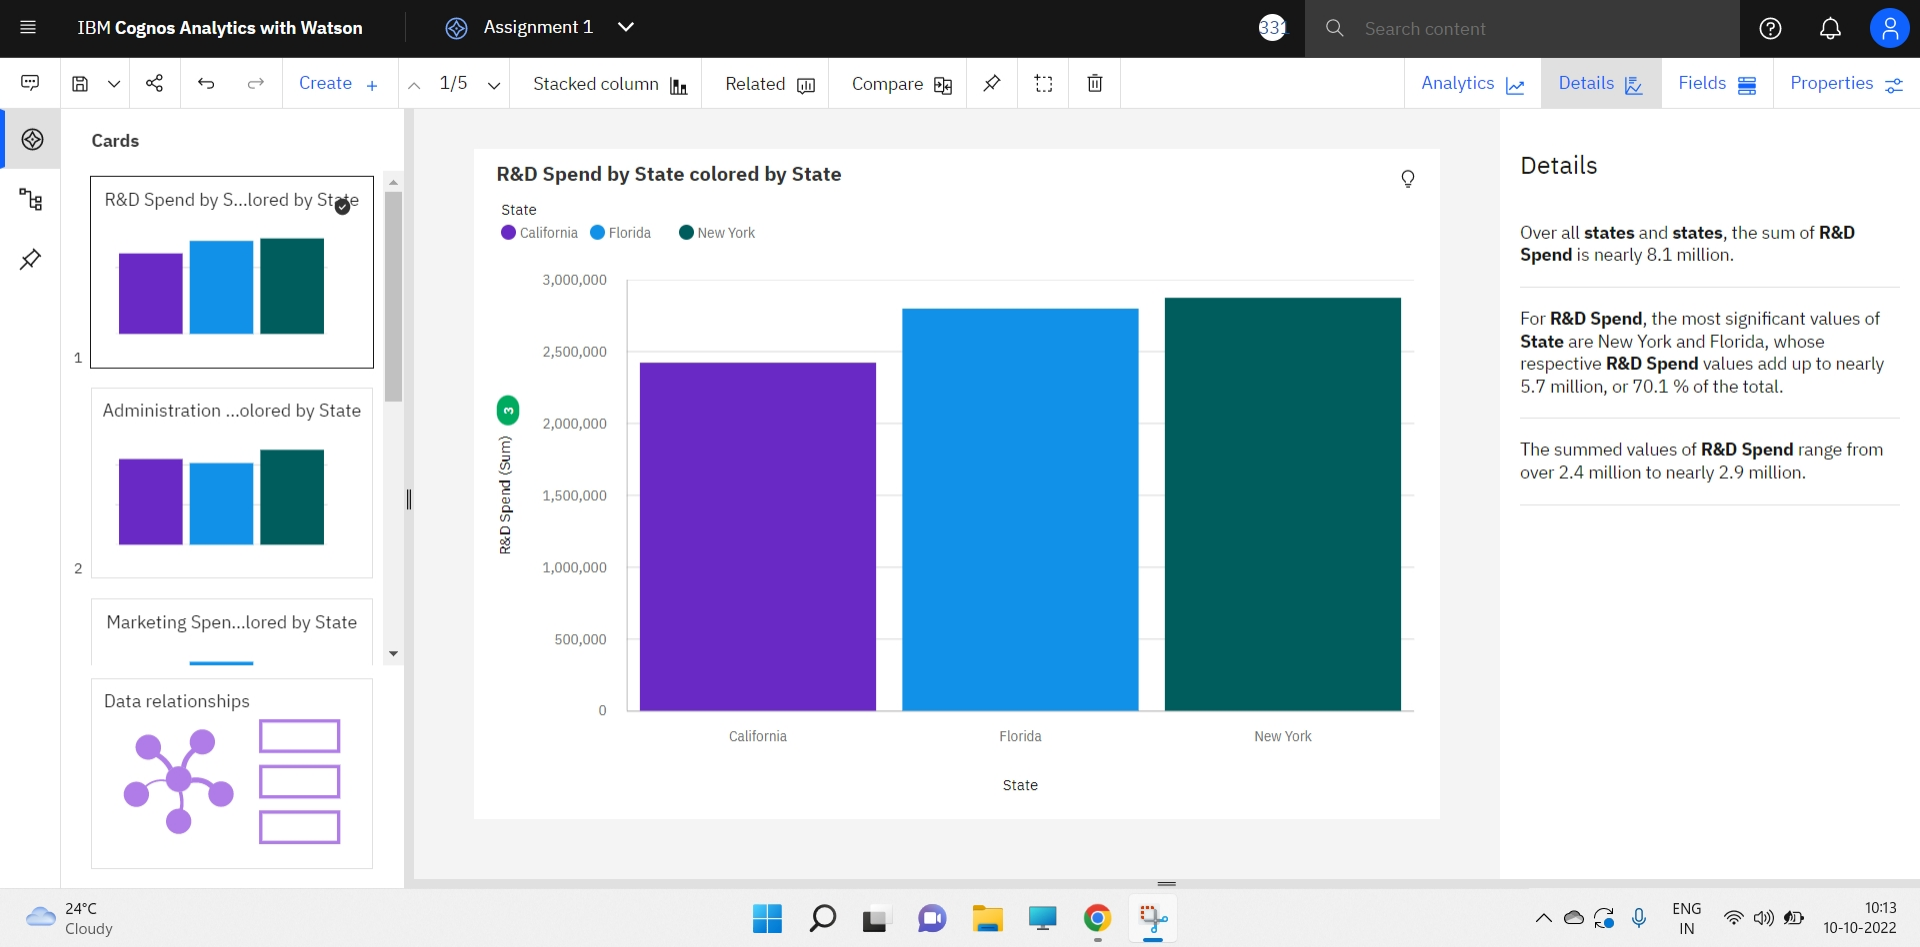 IBM Cognos Analytics with Watson
Assignment 1
331
Search content
Create +
1/5
Stacked column
Related
Compare
Analytics
Details
Fields
Properties
Cards
R&D Spend by S...lored by State
1
Administration ...olored by State
2
Marketing Spen...lored by State
Data relationships
R&D Spend by State colored by State
State
California
Florida
New York
3
R&D Spend (Sum)
3,000,000
2,500,000
2,000,000
1,500,000
1,000,000
500,000
0
California
Florida
New York
State
Details
Over all states and states, the sum of R&D
Spend is nearly 8.1 million.
For R&D Spend, the most significant values of
State are New York and Florida, whose
respective R&D Spend values add up to nearly
5.7 million, or 70.1 % of the total.
The summed values of R&D Spend range from
over 2.4 million to nearly 2.9 million.
24°C
Cloudy
ENG
IN
10:13
10-10-2022